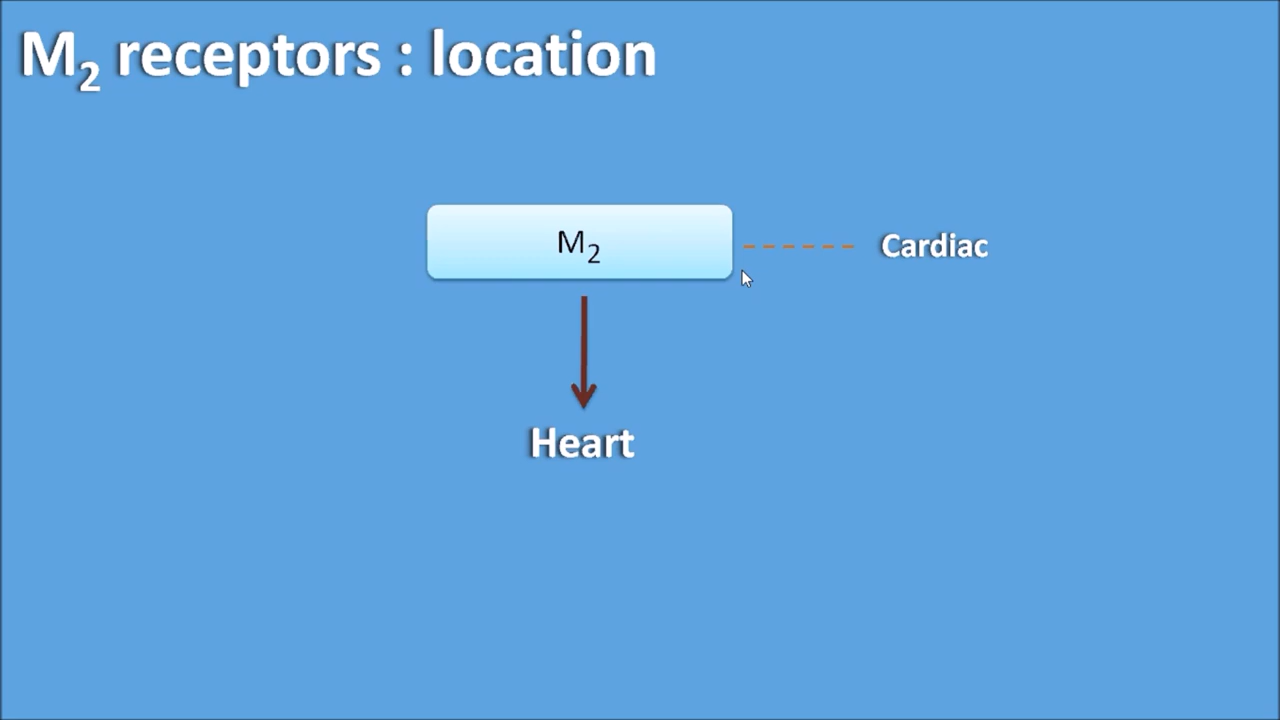 M₂ receptors : location
M₂
Cardiac
Heart